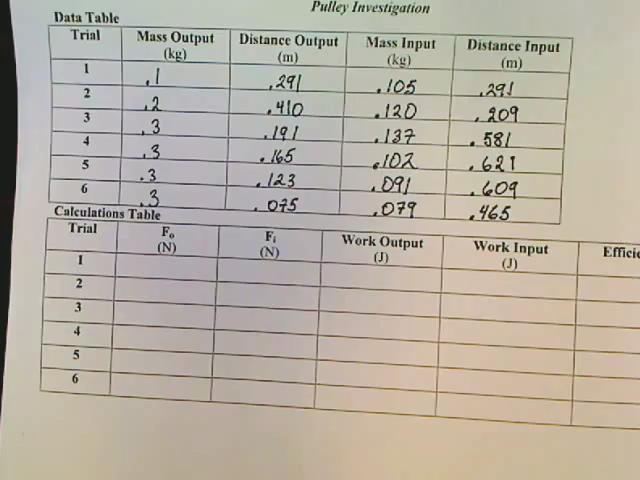 Pulley Investigation
Data Table
Trial Mass Output (kg) Distance Output (m) Mass Input (kg) Distance Input (m)
1 .1 .291 .105 .291
2 .2 .410 .120 .209
3 .3 .191 .137 .581
4 .3 .165 .102 .621
5 .3 .123 .091 .609
6 .3 .075 .079 .465
Calculations Table
Trial Fo (N) Fi (N) Work Output (J) Work Input (J) Efficie
1
2
3
4
5
6